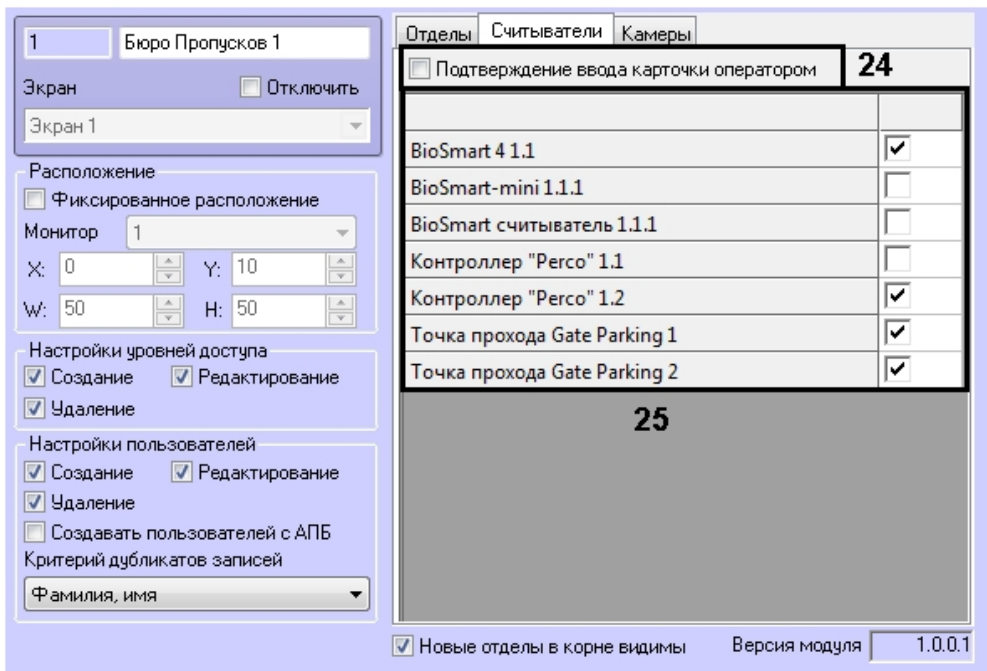 1 Бюро Пропусков 1
Экран Отключить
Экран 1
Расположение
Фиксированное расположение
Монитор 1
X: 0 Y: 10
W: 50 H: 50
Настройки уровней доступа
Создание Редактирование
Удаление
Настройки пользователей
Создание Редактирование
Удаление
Создавать пользователей с АПБ
Критерий дубликатов записей
Фамилия, имя
Отделы Считыватели Камеры
Подтверждение ввода карточки оператором 24
BioSmart 4 1.1
BioSmart-mini 1.1.1
BioSmart считыватель 1.1.1
Контроллер "Perco" 1.1
Контроллер "Perco" 1.2
Точка прохода Gate Parking 1
Точка прохода Gate Parking 2
25
Новые отделы в корне видимы Версия модуля 1.0.0.1